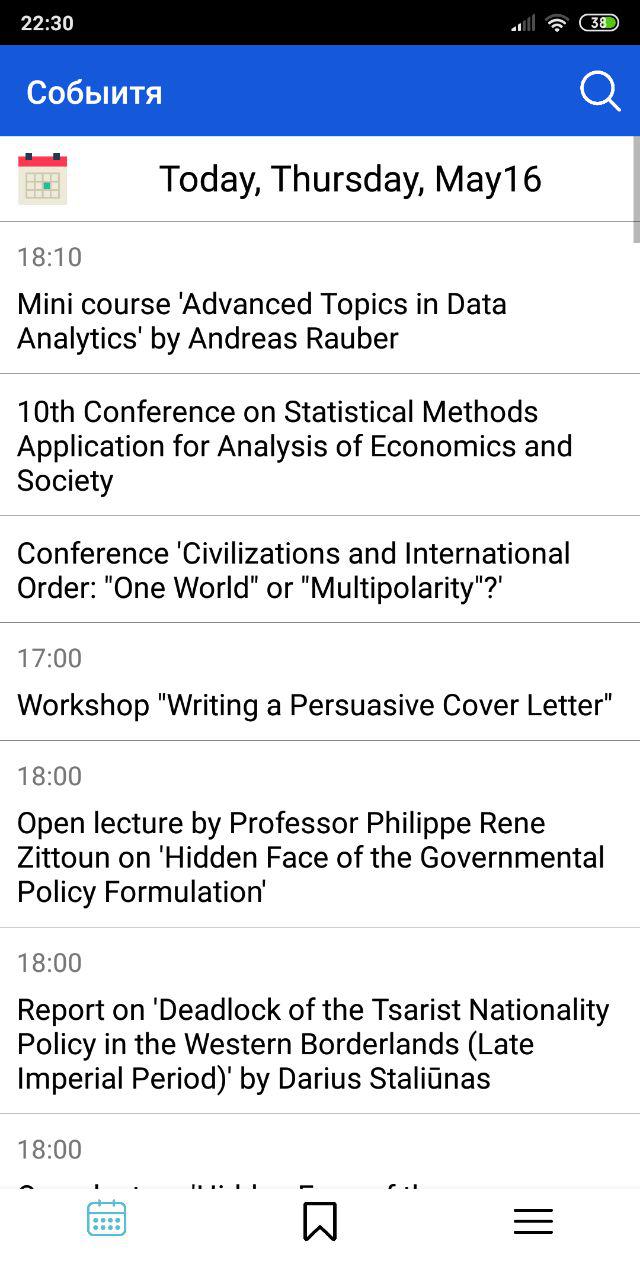 22:30
38
Собыитя
Today, Thursday, May16
18:10
Mini course 'Advanced Topics in Data
Analytics' by Andreas Rauber
10th Conference on Statistical Methods
Application for Analysis of Economics and
Society
Conference 'Civilizations and International
Order: "One World" or "Multipolarity"?'
17:00
Workshop "Writing a Persuasive Cover Letter"
18:00
Open lecture by Professor Philippe Rene
Zittoun on 'Hidden Face of the Governmental
Policy Formulation'
18:00
Report on 'Deadlock of the Tsarist Nationality
Policy in the Western Borderlands (Late
Imperial Period)' by Darius Staliūnas
18:00